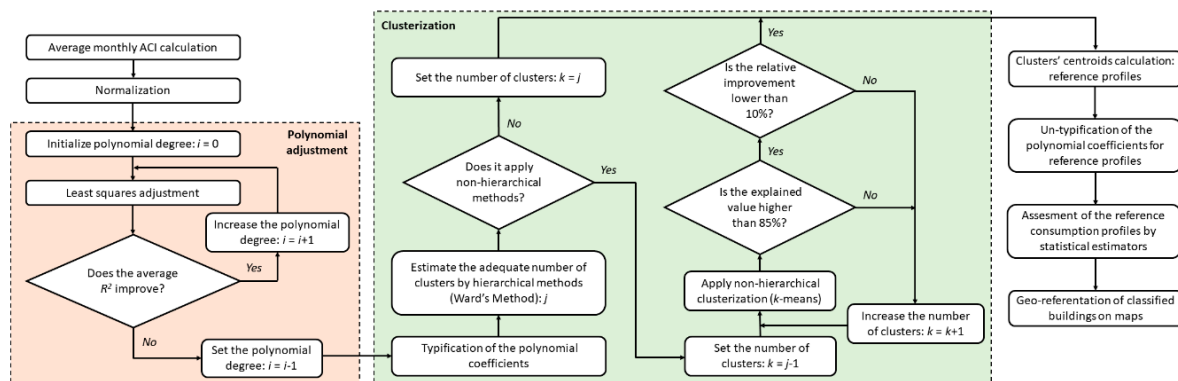 Average monthly ACI calculation
Normalization
Polynomial
adjustment
Initialize polynomial degree: i = 0
Least squares adjustment
Increase the polynomial
degree: i = i+1
Does the average
R² improve?
Yes
No
Set the polynomial
degree: i = i-1
Clusterization
Set the number of clusters: k = j
No
Does it apply
non-hierarchical
methods?
Yes
Estimate the adequate number of
clusters by hierarchical methods
(Ward's Method): j
Typification of the polynomial
coefficients
Yes
Is the relative
improvement
lower than
10%?
No
Yes
Is the explained
value higher
than 85%?
No
Apply non-hierarchical
clusterization (k-means)
Increase the number
of clusters: k = k+1
Set the number of
clusters: k = j-1
Clusters' centroids calculation:
reference profiles
Un-typification of the
polynomial coefficients for
reference profiles
Assesment of the reference
consumption profiles by
statistical estimators
Geo-referentation of classified
buildings on maps